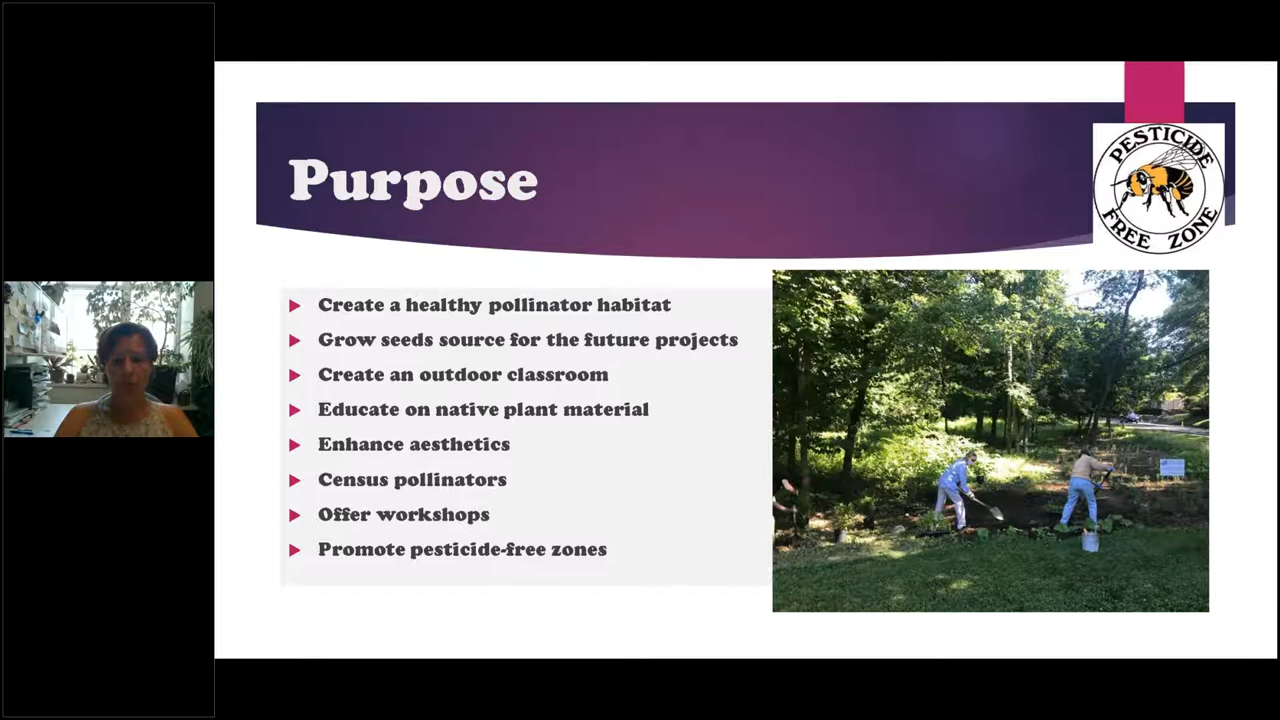 Purpose
PESTICIDE
FREE ZONE
Create a healthy pollinator habitat
Grow seeds source for the future projects
Create an outdoor classroom
Educate on native plant material
Enhance aesthetics
Census pollinators
Offer workshops
Promote pesticide-free zones